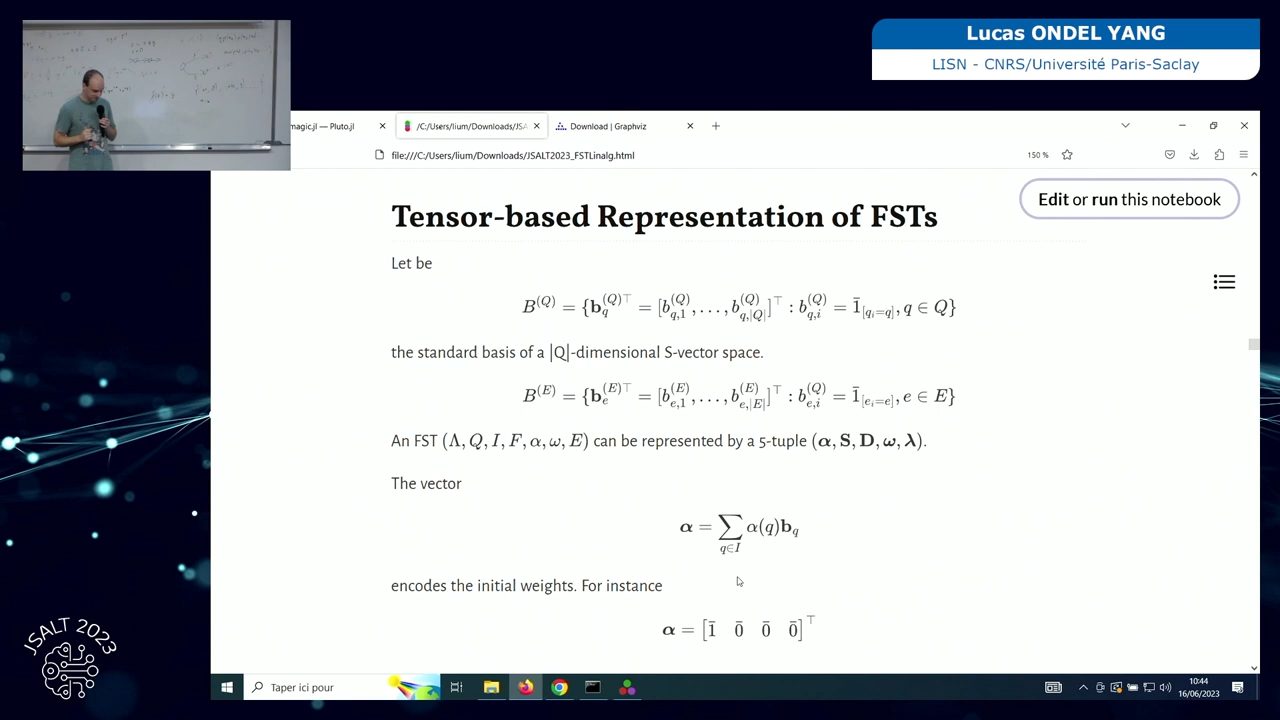 Lucas ONDEL YANG
LISN - CNRS/Université Paris-Saclay
magic.jl — Pluto.jl
/C:/Users/lium/Downloads/JSA
Download | Graphviz
file:///C:/Users/lium/Downloads/JSALT2023_FSTLinalg.html
150 %
Edit or run this notebook
Tensor-based Representation of FSTs
Let be
B^{(Q)} = {𝐛_q^{(Q)⊤} = [b_{q,1}^{(Q)}, …, b_{q,|Q|}^{(Q)}]^⊤ : b_{q,i}^{(Q)} = 1̄_{[q_i=q]}, q ∈ Q}
the standard basis of a |Q|-dimensional S-vector space.
B^{(E)} = {𝐛_e^{(E)⊤} = [b_{e,1}^{(E)}, …, b_{e,|E|}^{(E)}]^⊤ : b_{e,i}^{(Q)} = 1̄_{[e_i=e]}, e ∈ E}
An FST (Λ, Q, I, F, α, ω, E) can be represented by a 5-tuple (𝛂, 𝐒, 𝐃, 𝛚, 𝛌).
The vector
𝛂 = ∑_{q∈I} α(q)𝐛_q
encodes the initial weights. For instance
𝛂 = [1̄ 0̄ 0̄ 0̄]^⊤
JSALT 2023
Taper ici pour
10:44
16/06/2023